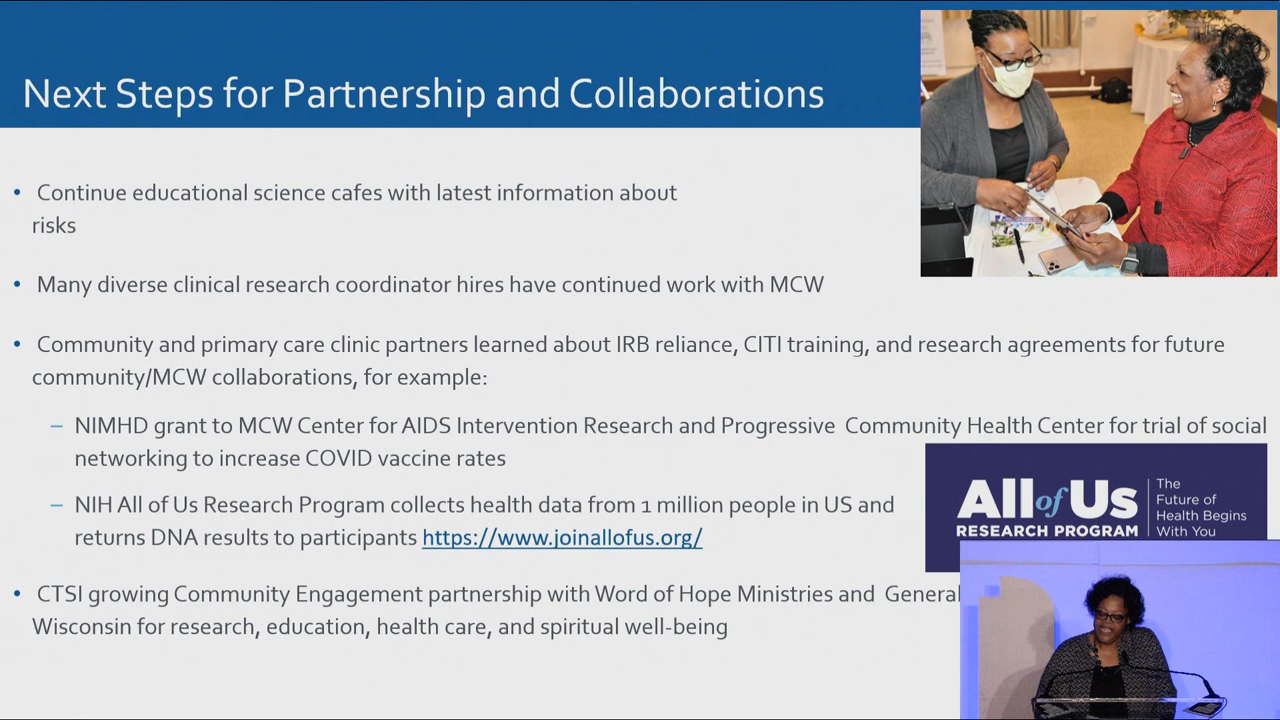 Next Steps for Partnership and Collaborations
• Continue educational science cafes with latest information about
risks
• Many diverse clinical research coordinator hires have continued work with MCW
• Community and primary care clinic partners learned about IRB reliance, CITI training, and research agreements for future
community/MCW collaborations, for example:
– NIMHD grant to MCW Center for AIDS Intervention Research and Progressive Community Health Center for trial of social
networking to increase COVID vaccine rates
– NIH All of Us Research Program collects health data from 1 million people in US and
returns DNA results to participants https://www.joinallofus.org/
All of Us
RESEARCH PROGRAM
The
Future of
Health Begins
With You
• CTSI growing Community Engagement partnership with Word of Hope Ministries and General
Wisconsin for research, education, health care, and spiritual well-being